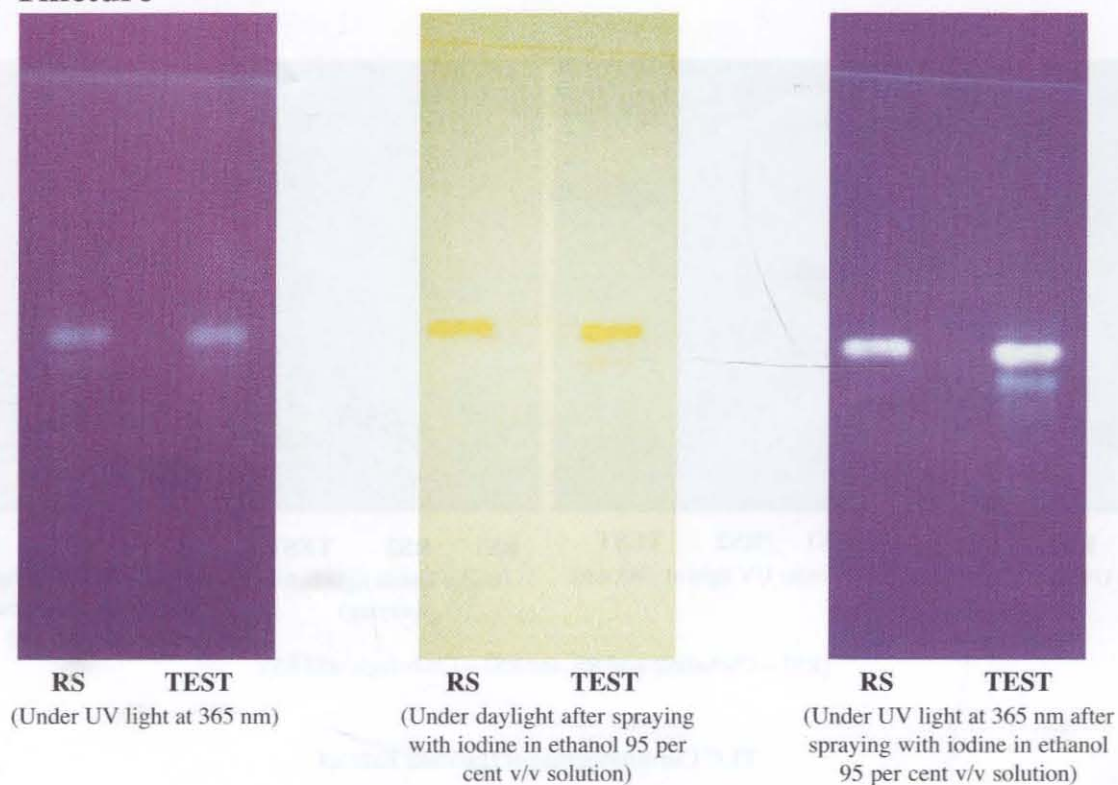 Tincture
RS TEST
(Under UV light at 365 nm)
RS TEST
(Under daylight after spraying
with iodine in ethanol 95 per
cent v/v solution)
RS TEST
(Under UV light at 365 nm after
spraying with iodine in ethanol
95 per cent v/v solution)